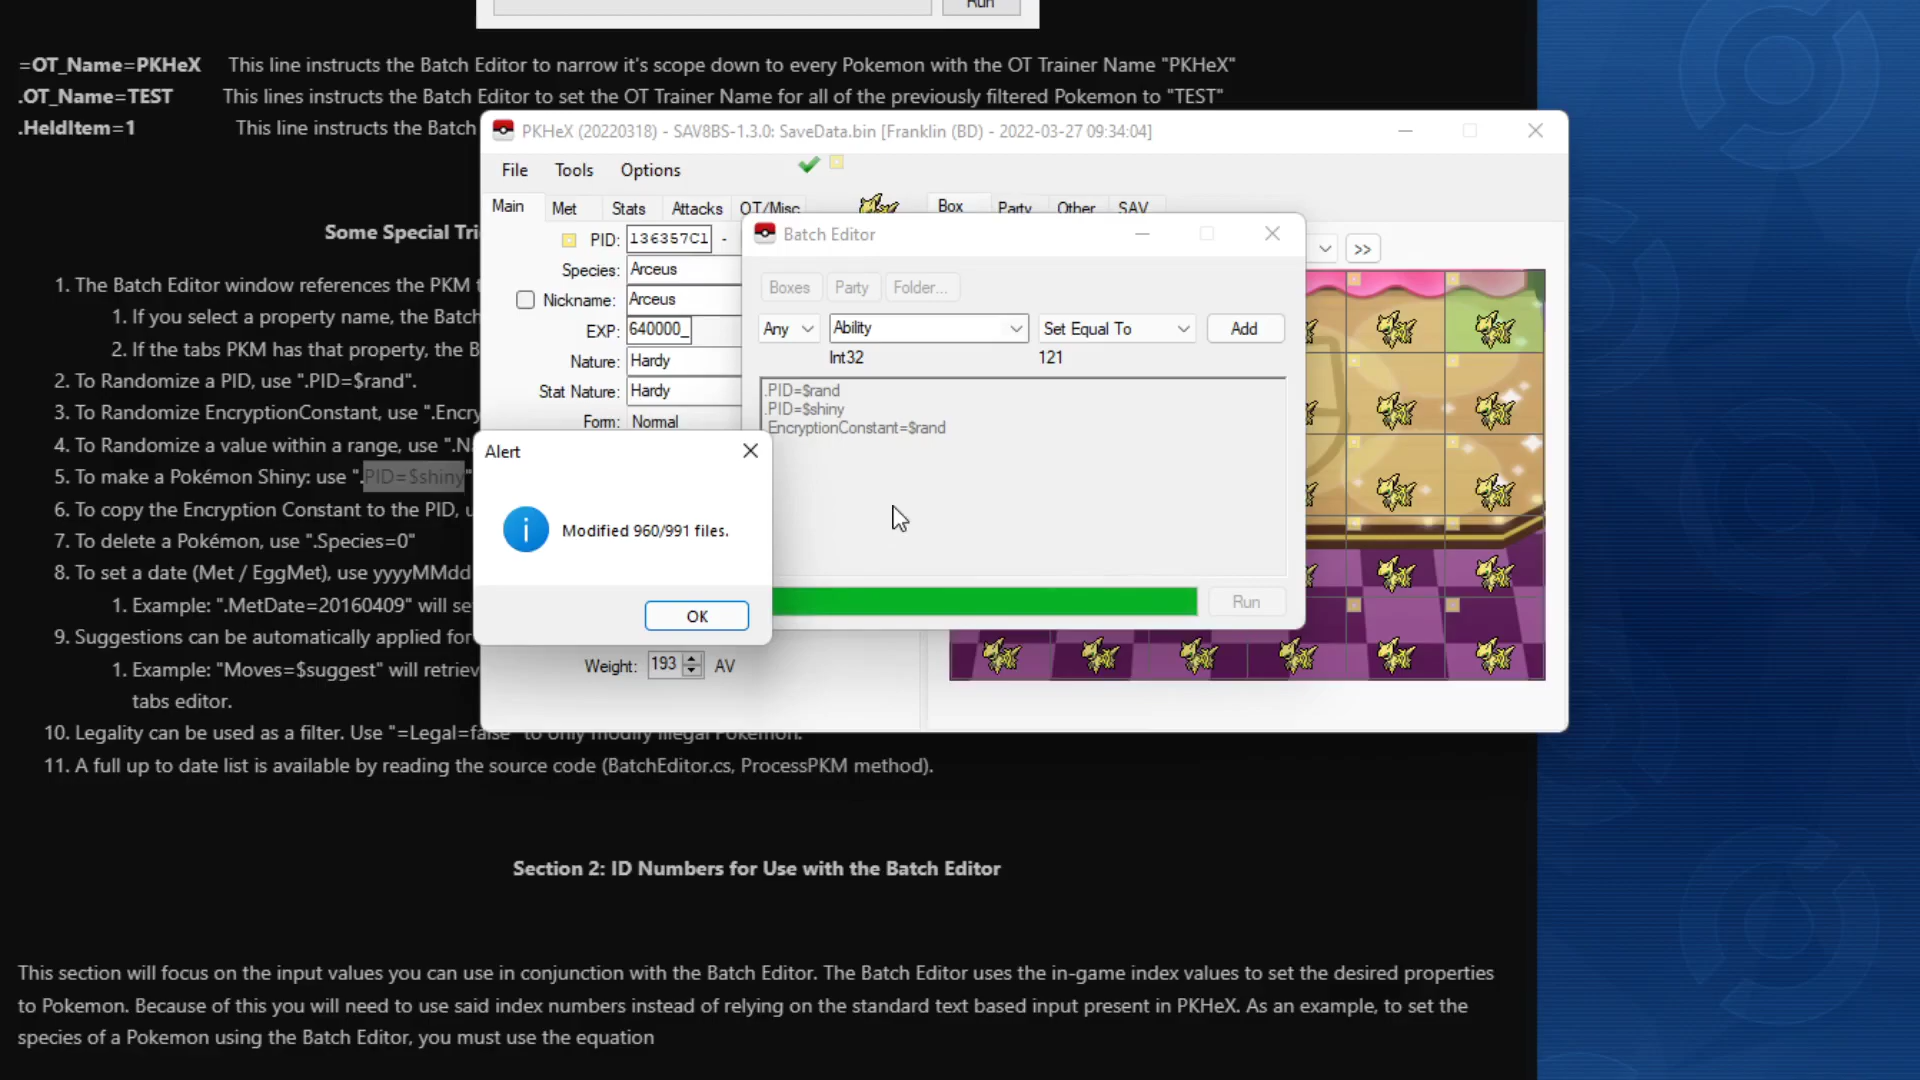 Run
=OT_Name=PKHeX This line instructs the Batch Editor to narrow it's scope down to every Pokemon with the OT Trainer Name "PKHeX"
.OT_Name=TEST This lines instructs the Batch Editor to set the OT Trainer Name for all of the previously filtered Pokemon to "TEST"
.HeldItem=1 This line instructs the Batch
PKHeX (20220318) - SAV8BS-1.3.0: SaveData.bin [Franklin (BD) - 2022-03-27 09:34:04]
File Tools Options
Main Met Stats Attacks OT/Misc Box Party Other SAV
Some Special Tri
Batch Editor
PID: 136357C1 -
>>
Species: Arceus
1. The Batch Editor window references the PKM t
Boxes Party Folder...
Nickname: Arceus
1. If you select a property name, the Batch
EXP: 640000_
Any Ability Set Equal To Add
2. If the tabs PKM has that property, the B
Nature: Hardy
Int32 121
2. To Randomize a PID, use ".PID=$rand".
Stat Nature: Hardy
.PID=$rand
.PID=$shiny
3. To Randomize EncryptionConstant, use ".Encry
Form: Normal
EncryptionConstant=$rand
4. To Randomize a value within a range, use ".Na
Alert
5. To make a Pokémon Shiny: use ".PID=$shiny"
6. To copy the Encryption Constant to the PID, u
Modified 960/991 files.
7. To delete a Pokémon, use ".Species=0"
8. To set a date (Met / EggMet), use yyyyMMdd
1. Example: ".MetDate=20160409" will se
OK
Run
9. Suggestions can be automatically applied for
1. Example: "Moves=$suggest" will retriev
Weight: 193 AV
tabs editor.
10. Legality can be used as a filter. Use "=Legal=false" to only modify illegal Pokemon.
11. A full up to date list is available by reading the source code (BatchEditor.cs, ProcessPKM method).
Section 2: ID Numbers for Use with the Batch Editor
This section will focus on the input values you can use in conjunction with the Batch Editor. The Batch Editor uses the in-game index values to set the desired properties
to Pokemon. Because of this you will need to use said index numbers instead of relying on the standard text based input present in PKHeX. As an example, to set the
species of a Pokemon using the Batch Editor, you must use the equation